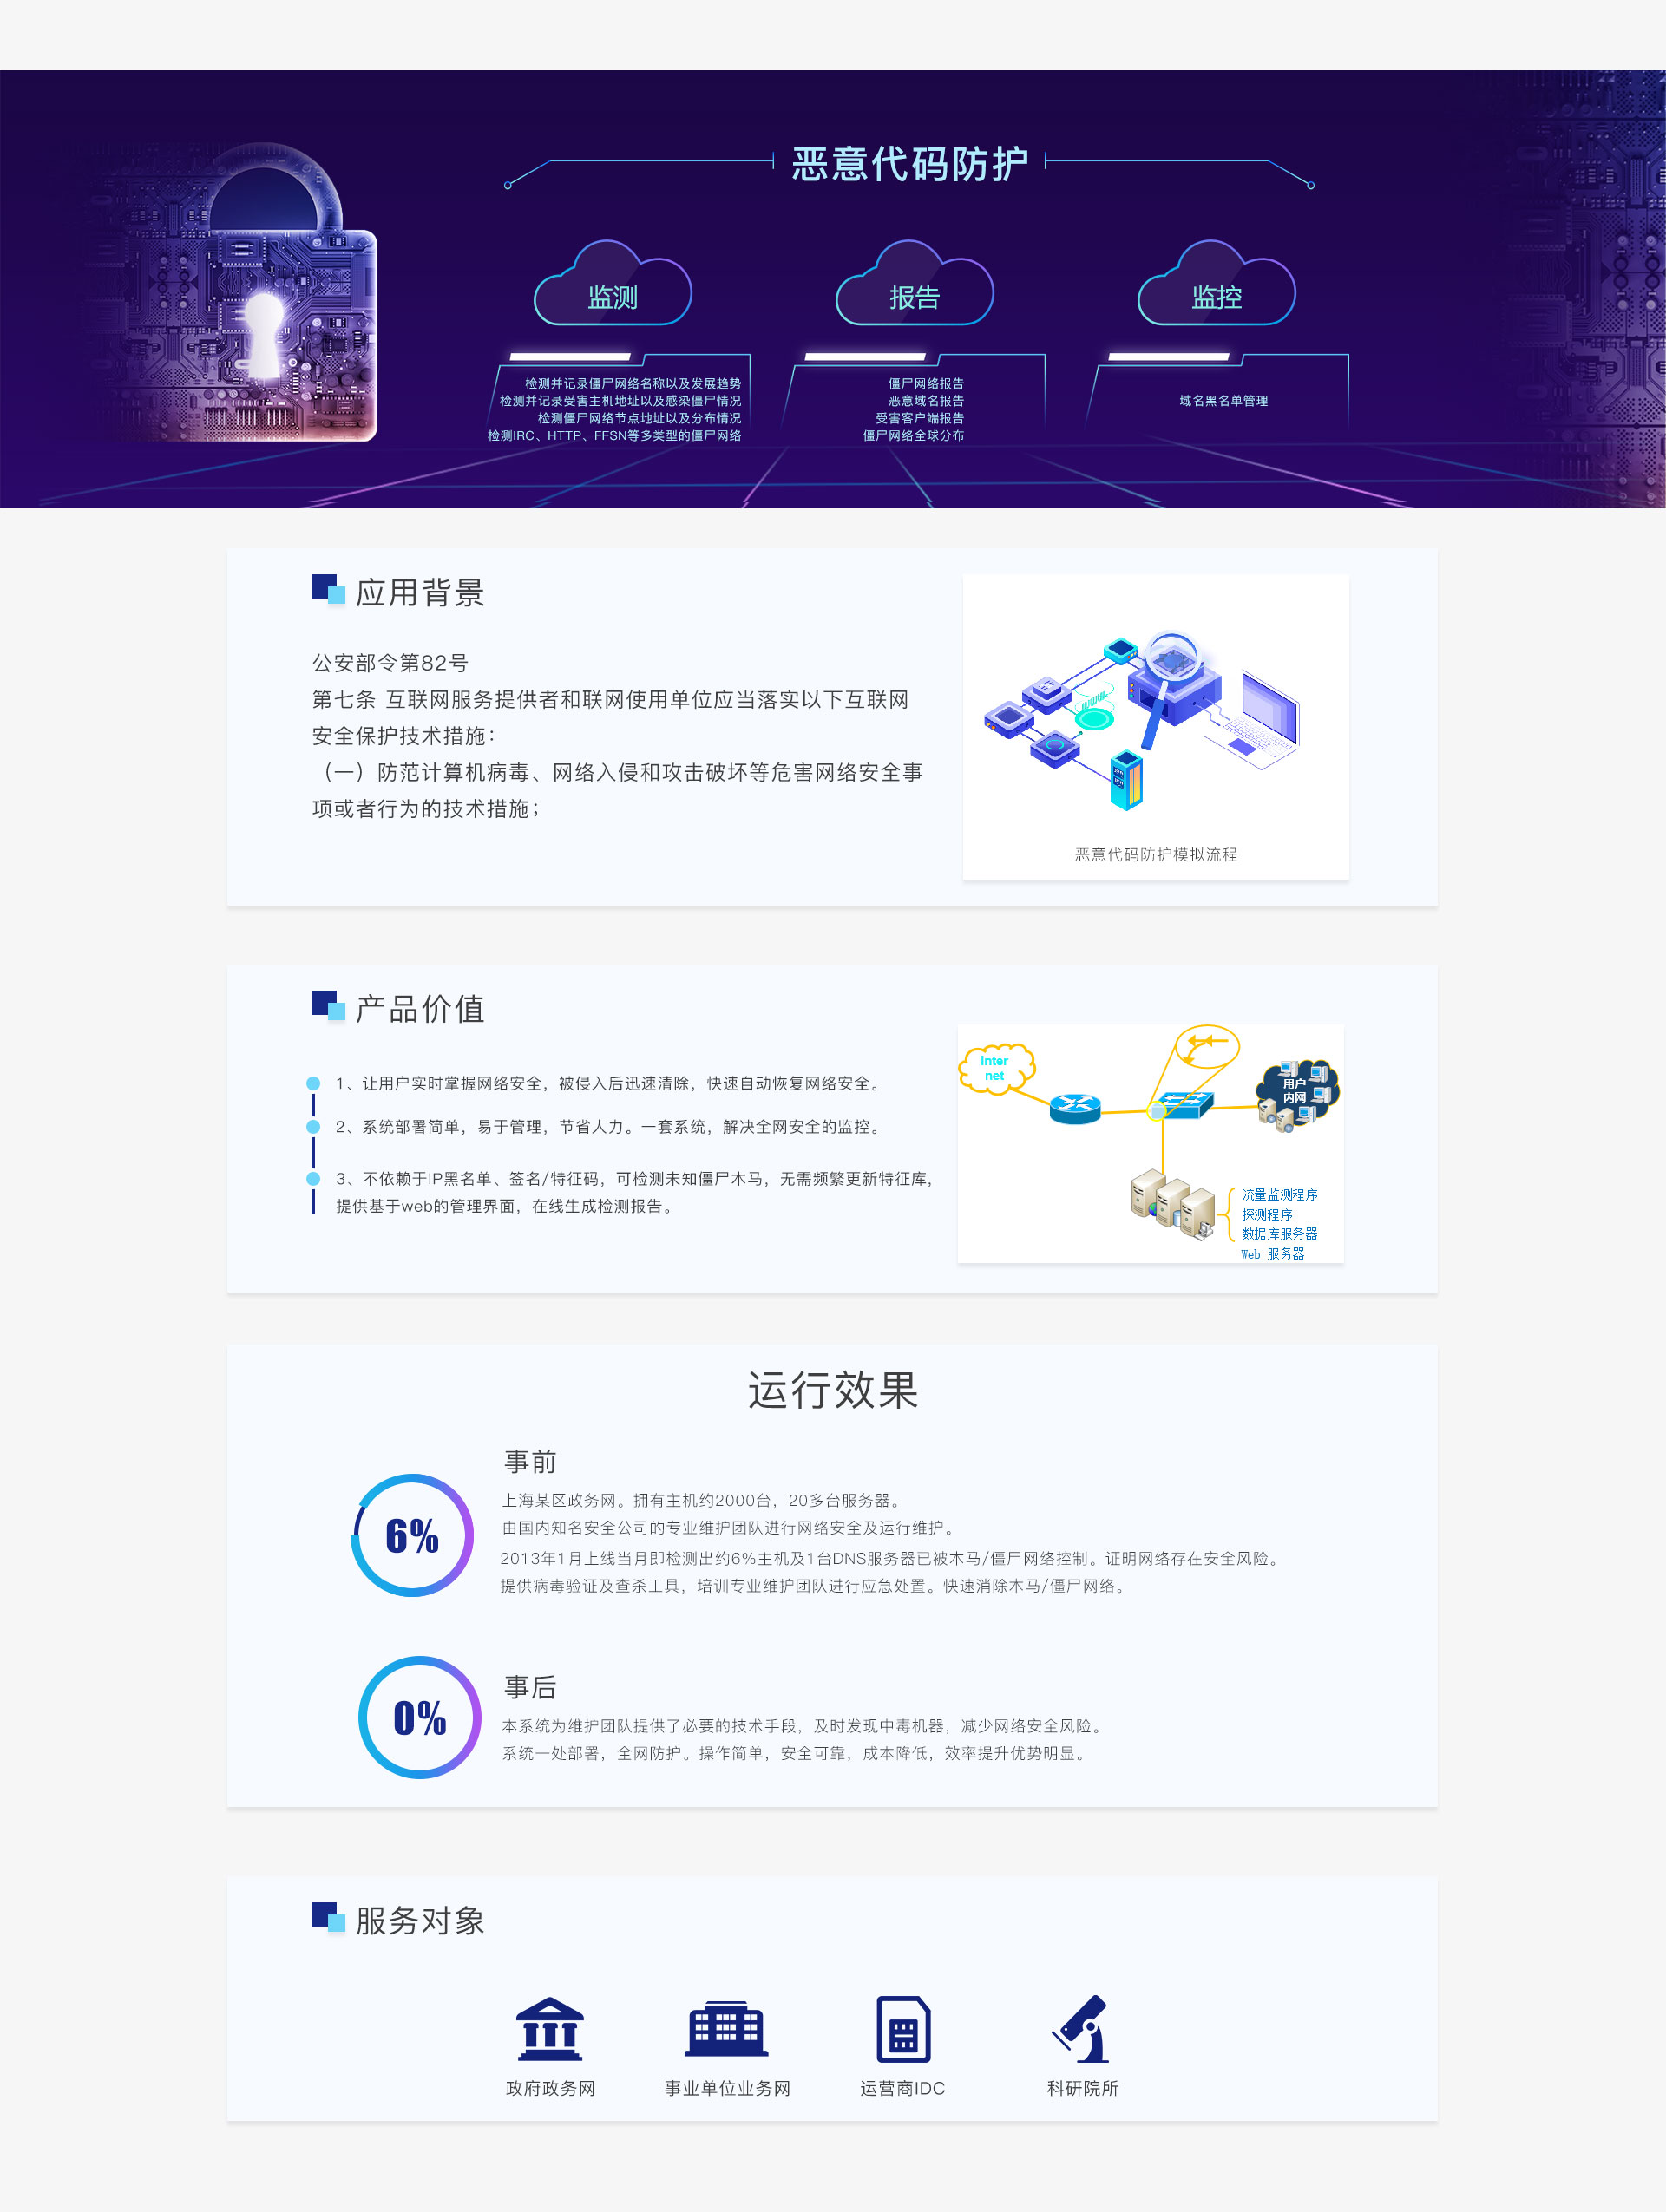 恶意代码防护
监测
报告
监控
检测并记录僵尸网络名称以及发展趋势
检测并记录受害主机地址以及感染僵尸情况
检测僵尸网络节点地址以及分布情况
检测IRC、HTTP、FFSN等多类型的僵尸网络
僵尸网络报告
恶意域名报告
受害客户端报告
僵尸网络全球分布
域名黑名单管理
应用背景
公安部令第82号
第七条 互联网服务提供者和联网使用单位应当落实以下互联网
安全保护技术措施：
（一）防范计算机病毒、网络入侵和攻击破坏等危害网络安全事
项或者行为的技术措施；
恶意代码防护模拟流程
产品价值
1、让用户实时掌握网络安全，被侵入后迅速清除，快速自动恢复网络安全。
2、系统部署简单，易于管理，节省人力。一套系统，解决全网安全的监控。
3、不依赖于IP黑名单、签名/特征码，可检测未知僵尸木马，无需频繁更新特征库，
提供基于web的管理界面，在线生成检测报告。
Inter
net
用户
内网
流量监测程序
探测程序
数据库服务器
Web 服务器
运行效果
6%
事前
上海某区政务网。拥有主机约2000台，20多台服务器。
由国内知名安全公司的专业维护团队进行网络安全及运行维护。
2013年1月上线当月即检测出约6%主机及1台DNS服务器已被木马/僵尸网络控制。证明网络存在安全风险。
提供病毒验证及查杀工具，培训专业维护团队进行应急处置。快速消除木马/僵尸网络。
0%
事后
本系统为维护团队提供了必要的技术手段，及时发现中毒机器，减少网络安全风险。
系统一处部署，全网防护。操作简单，安全可靠，成本降低，效率提升优势明显。
服务对象
政府政务网
事业单位业务网
运营商IDC
科研院所